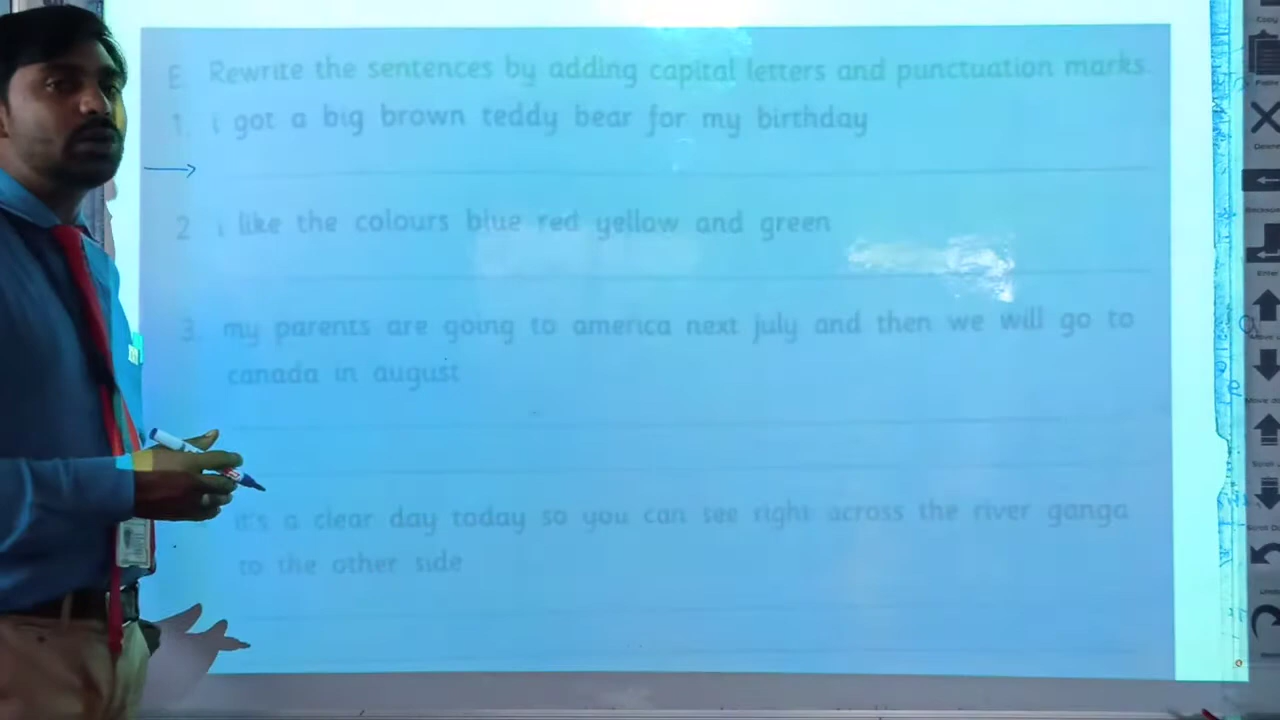 E. Rewrite the sentences by adding capital letters and punctuation marks.
1. i got a big brown teddy bear for my birthday
2 i like the colours blue red yellow and green
3. my parents are going to america next july and then we will go to
canada in august
it's a clear day today so you can see right across the river ganga
to the other side
Copy
Delete
Enter